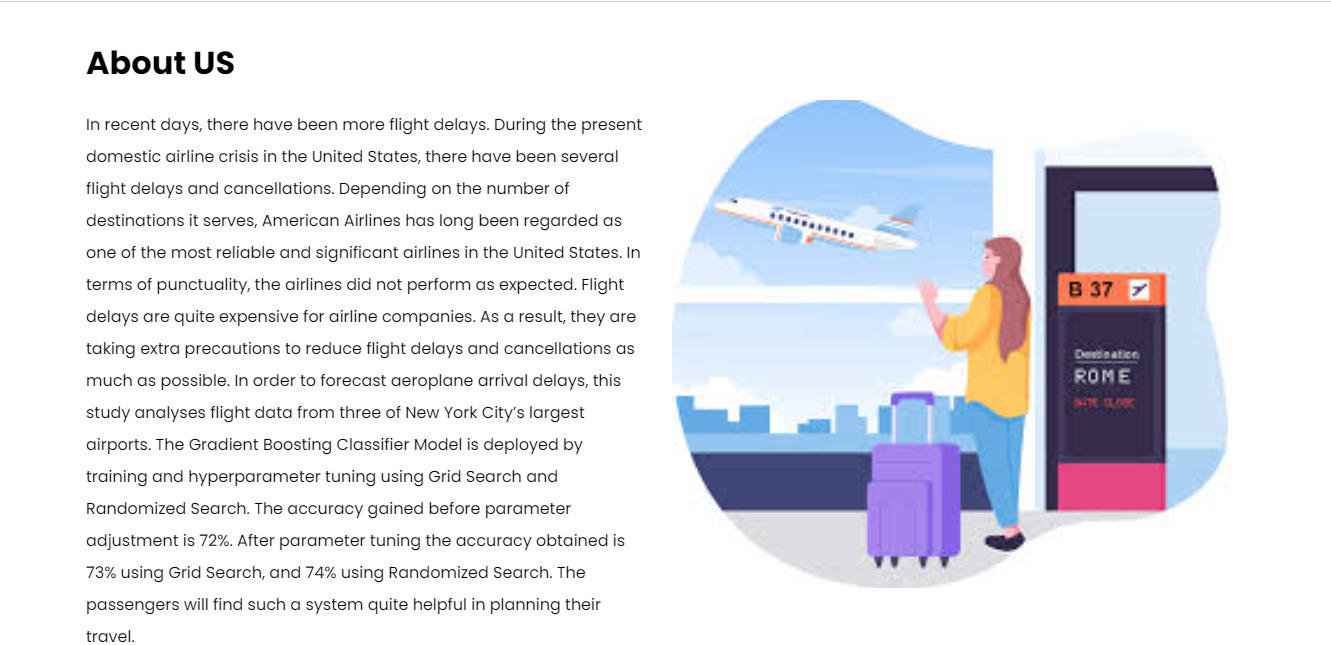 About US
In recent days, there have been more flight delays. During the present
domestic airline crisis in the United States, there have been several
flight delays and cancellations. Depending on the number of
destinations it serves, American Airlines has long been regarded as
one of the most reliable and significant airlines in the United States. In
terms of punctuality, the airlines did not perform as expected. Flight
delays are quite expensive for airline companies. As a result, they are
taking extra precautions to reduce flight delays and cancellations as
much as possible. In order to forecast aeroplane arrival delays, this
study analyses flight data from three of New York City’s largest
airports. The Gradient Boosting Classifier Model is deployed by
training and hyperparameter tuning using Grid Search and
Randomized Search. The accuracy gained before parameter
adjustment is 72%. After parameter tuning the accuracy obtained is
73% using Grid Search, and 74% using Randomized Search. The
passengers will find such a system quite helpful in planning their
travel.
B 37
Destination
ROME
GATE CLOSE